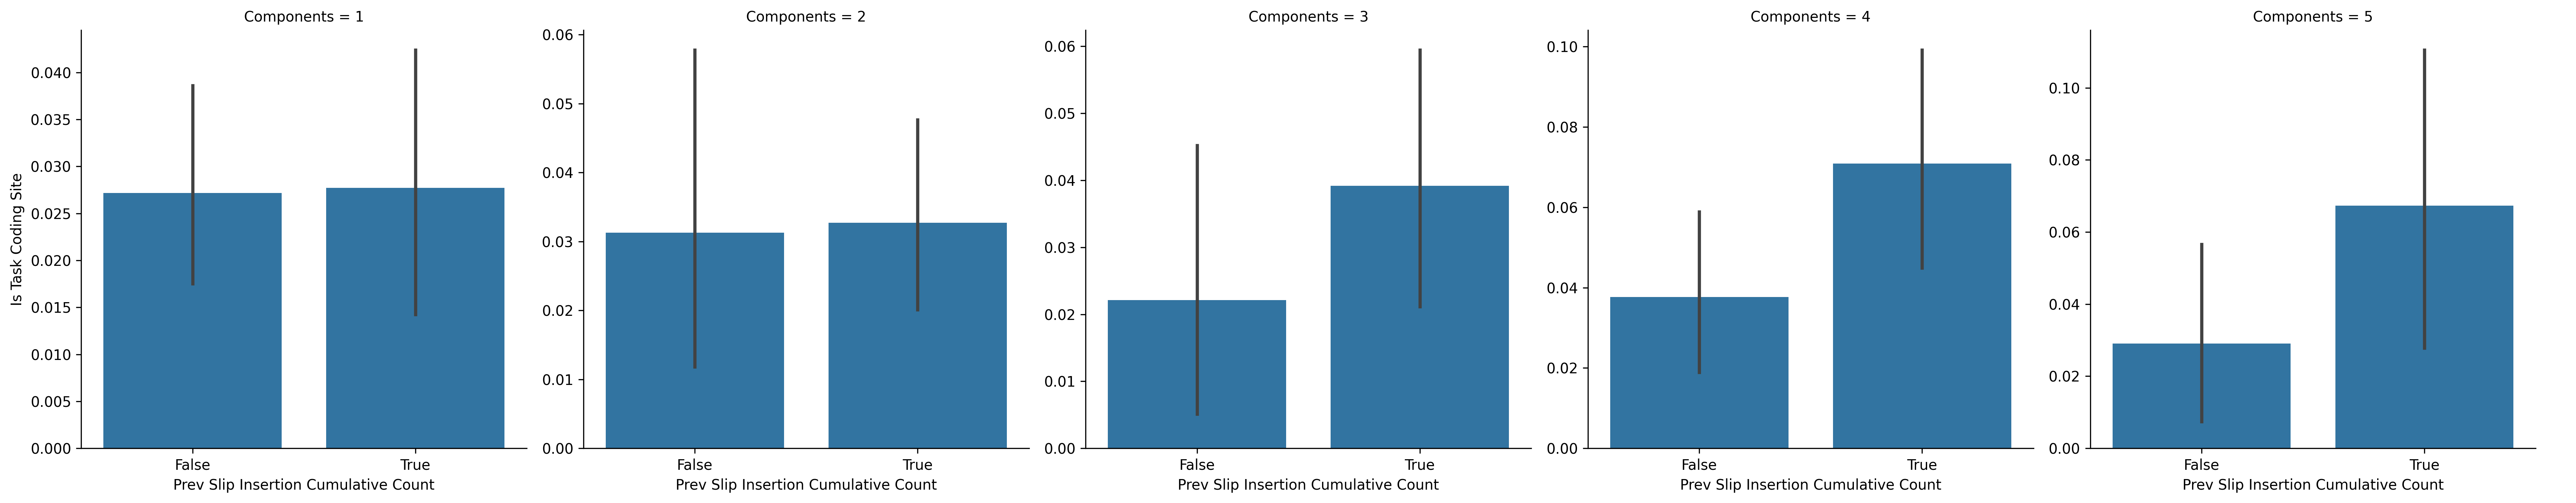 Components = 1
Components = 2
Components = 3
Components = 4
Components = 5
Is Task Coding Site
0.040
0.035
0.030
0.025
0.020
0.015
0.010
0.005
0.000
False
True
Prev Slip Insertion Cumulative Count
0.06
0.05
0.04
0.03
0.02
0.01
0.00
False
True
Prev Slip Insertion Cumulative Count
0.06
0.05
0.04
0.03
0.02
0.01
0.00
False
True
Prev Slip Insertion Cumulative Count
0.10
0.08
0.06
0.04
0.02
0.00
False
True
Prev Slip Insertion Cumulative Count
0.10
0.08
0.06
0.04
0.02
0.00
False
True
Prev Slip Insertion Cumulative Count